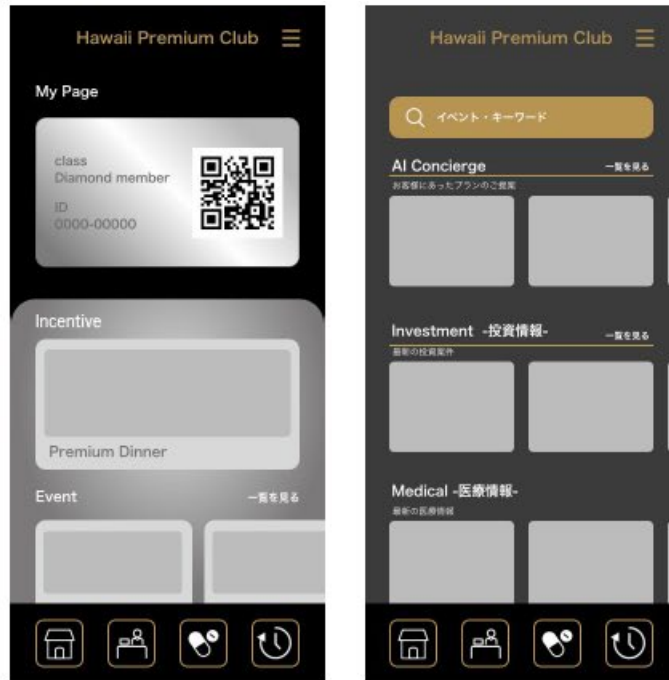 Hawaii Premium Club
My Page
class
Diamond member
ID
0000-00000
Incentive
Premium Dinner
Event
一覧を見る
Hawaii Premium Club
イベント・キーワード
AI Concierge
一覧を見る
お客様にあったプランのご提案
Investment -投資情報-
一覧を見る
最新の投資案件
Medical -医療情報-
最新の医療情報